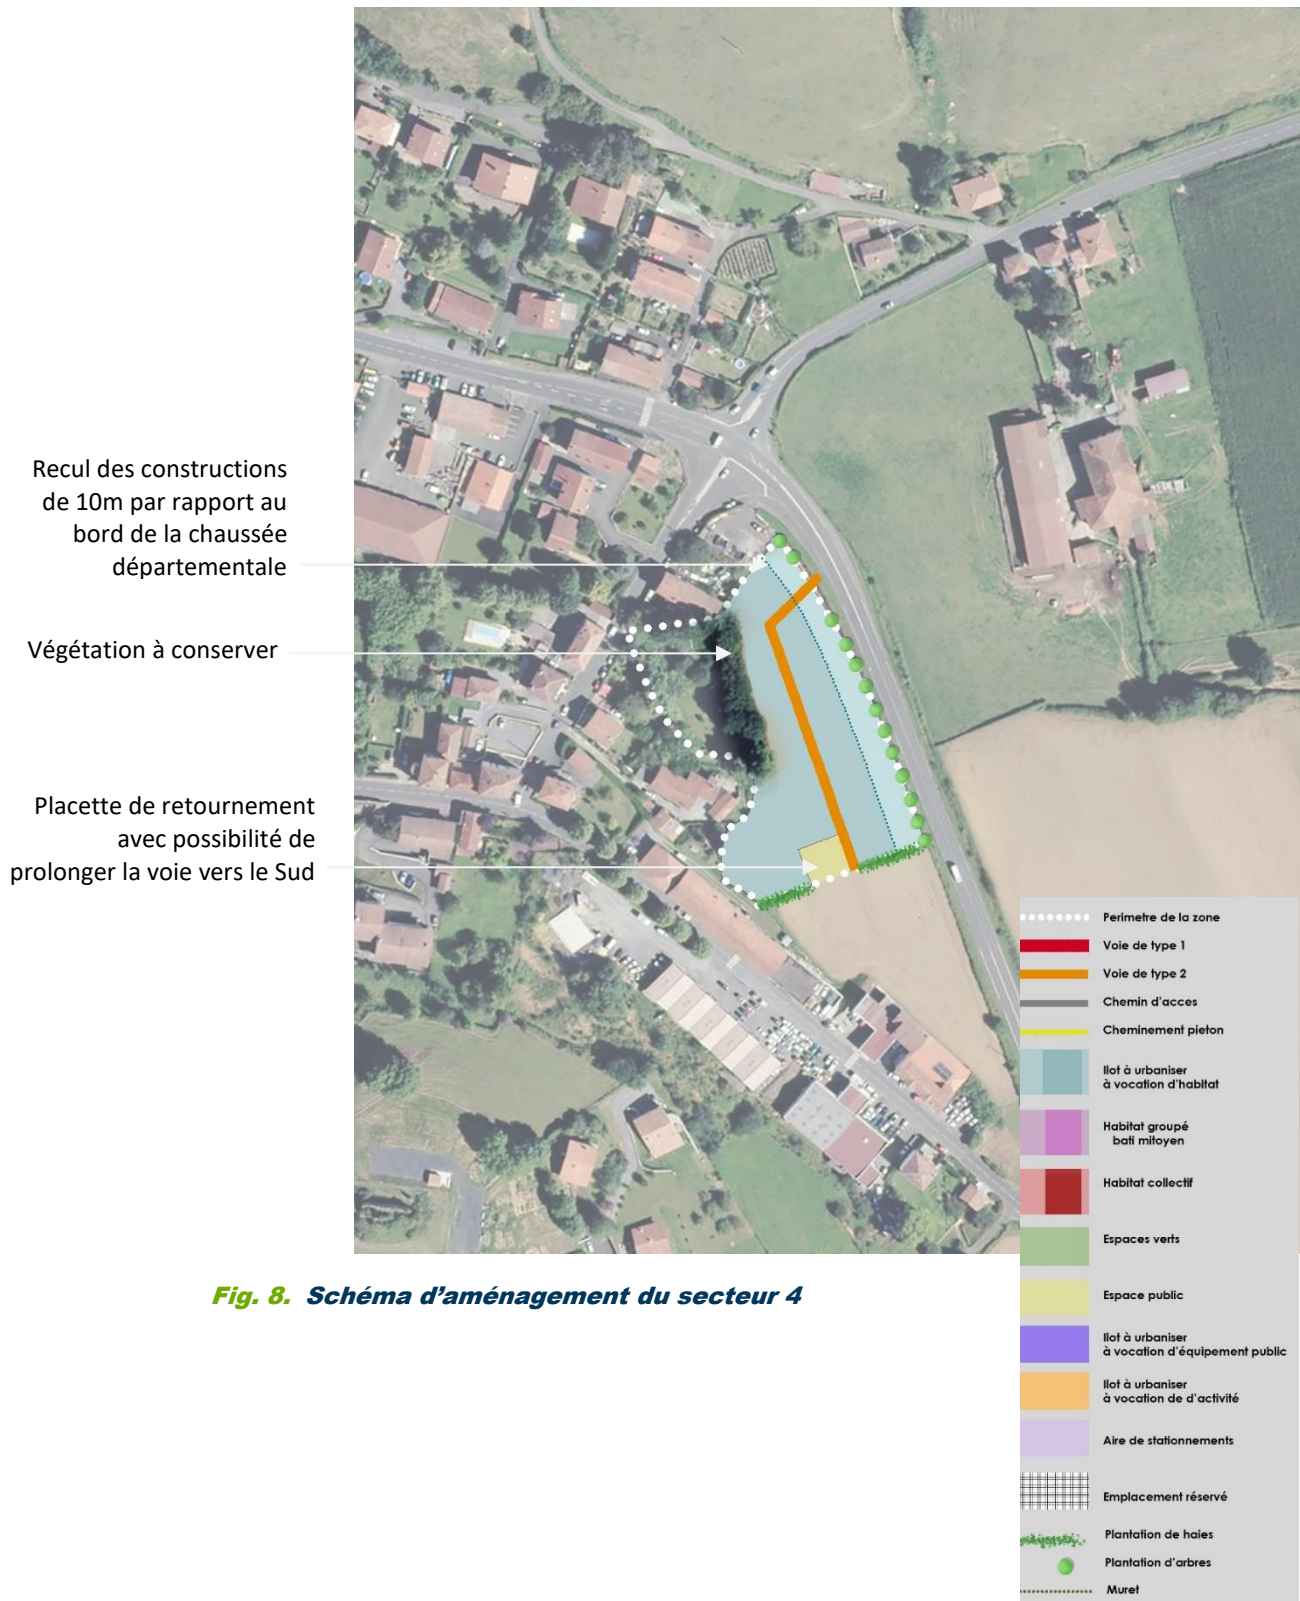 Recul des constructions
de 10m par rapport au
bord de la chaussée
départementale
Végétation à conserver
Placette de retournement
avec possibilité de
prolonger la voie vers le Sud
Perimetre de la zone
Voie de type 1
Voie de type 2
Chemin d'acces
Cheminement pieton
Ilot à urbaniser
à vocation d'habitat
Habitat groupé
bati mitoyen
Habitat collectif
Espaces verts
Espace public
Ilot à urbaniser
à vocation d'équipement public
Ilot à urbaniser
à vocation de d'activité
Aire de stationnements
Emplacement réservé
Plantation de haies
Plantation d'arbres
Muret
Fig. 8. Schéma d'aménagement du secteur 4